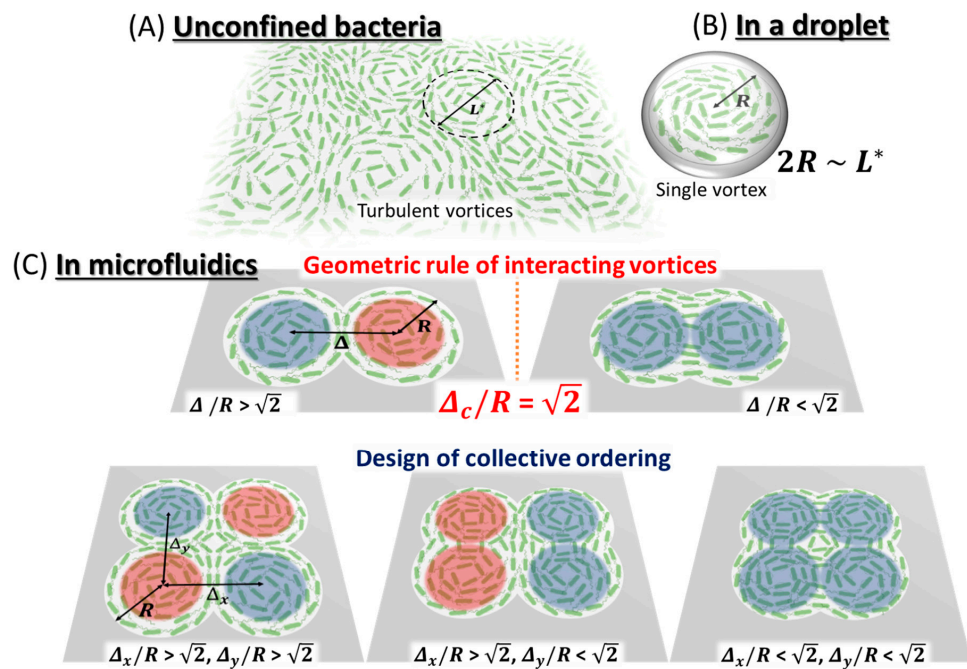 (A) Unconfined bacteria
(B) In a droplet
L*
R
2R ~ L*
Single vortex
Turbulent vortices
(C) In microfluidics
Geometric rule of interacting vortices
R
Δ
Δ/R > √2
Δc/R = √2
Δ/R < √2
Design of collective ordering
Δy
Δx
R
Δx/R > √2, Δy/R > √2
Δx/R > √2, Δy/R < √2
Δx/R < √2, Δy/R < √2